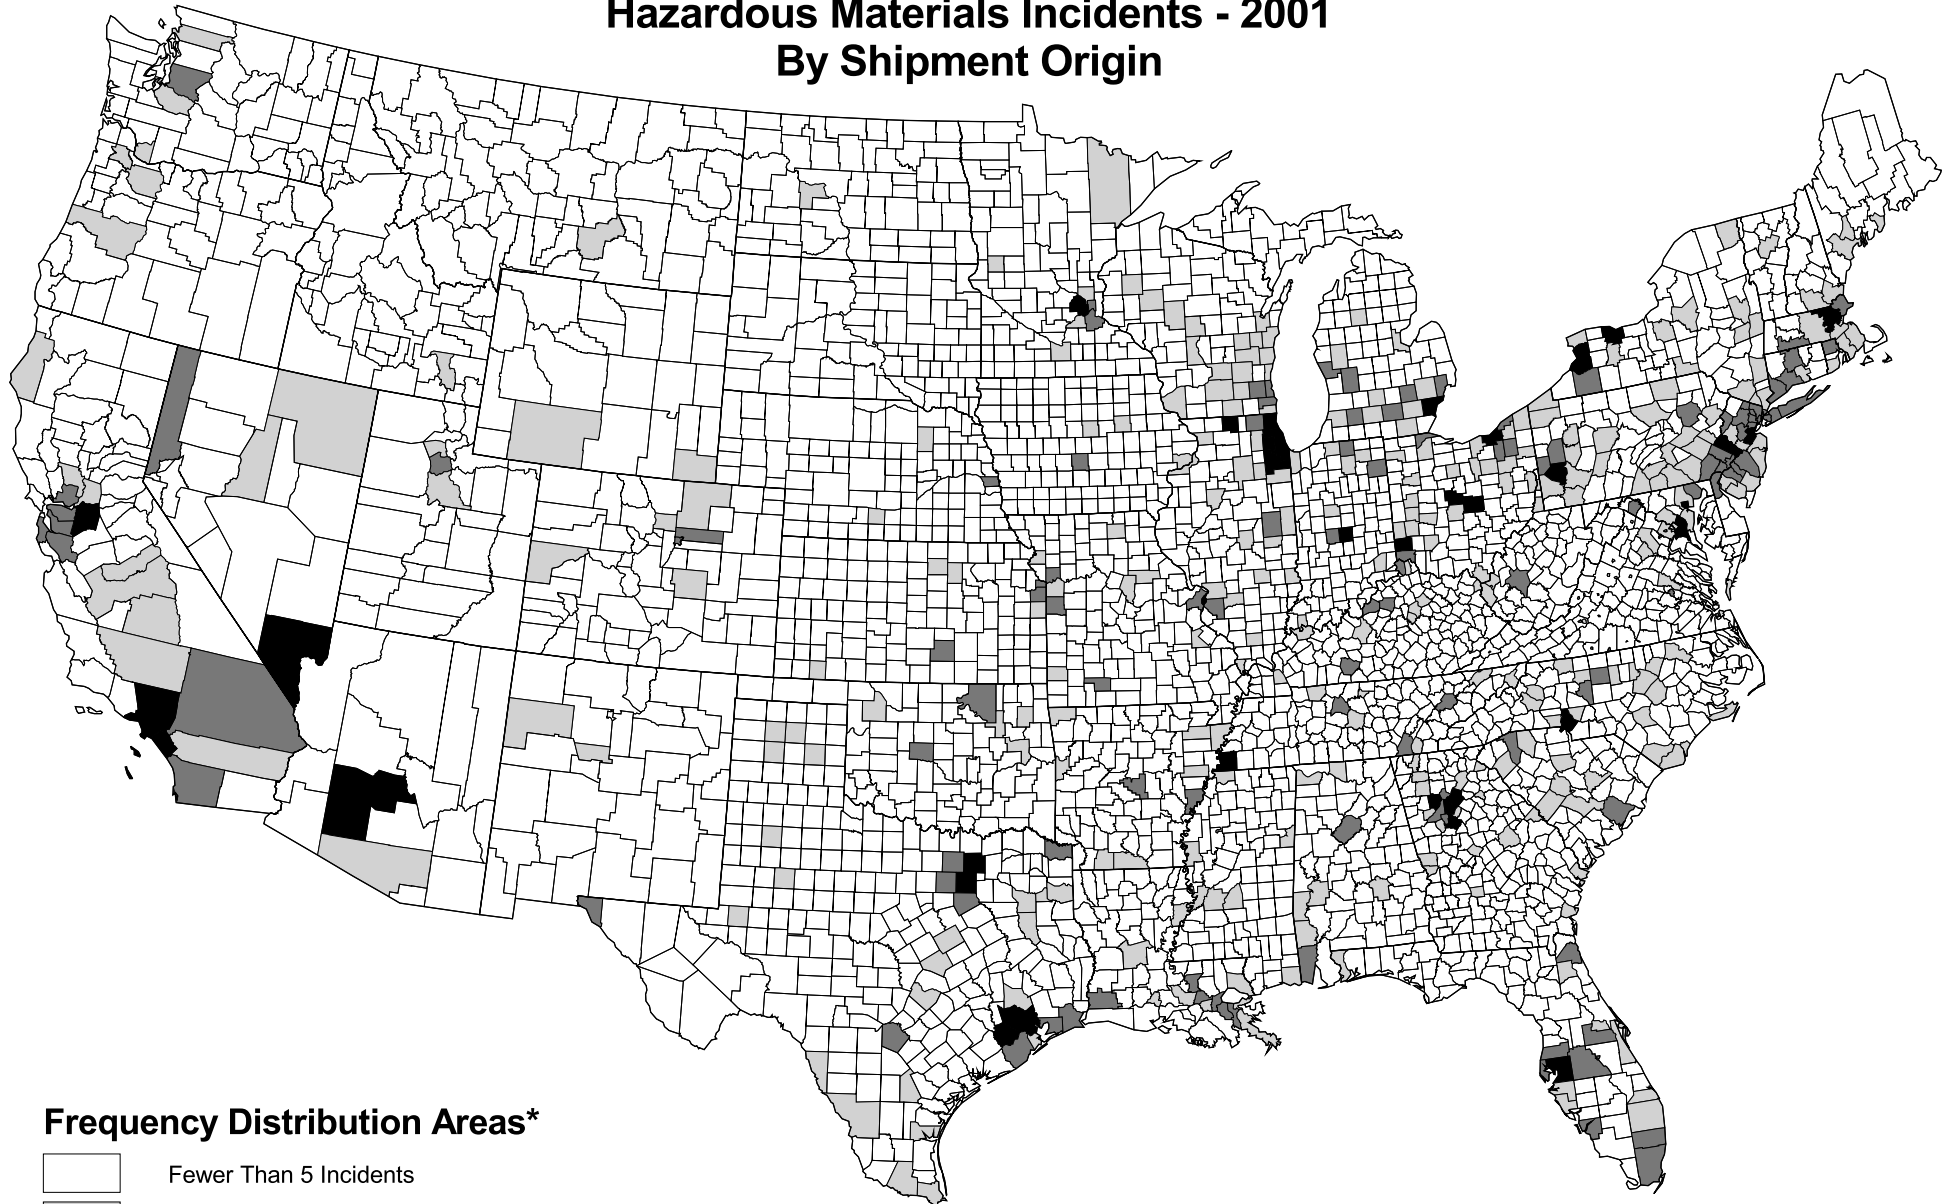 Hazardous Materials Incidents - 2001
By Shipment Origin
Frequency Distribution Areas*
Fewer Than 5 Incidents